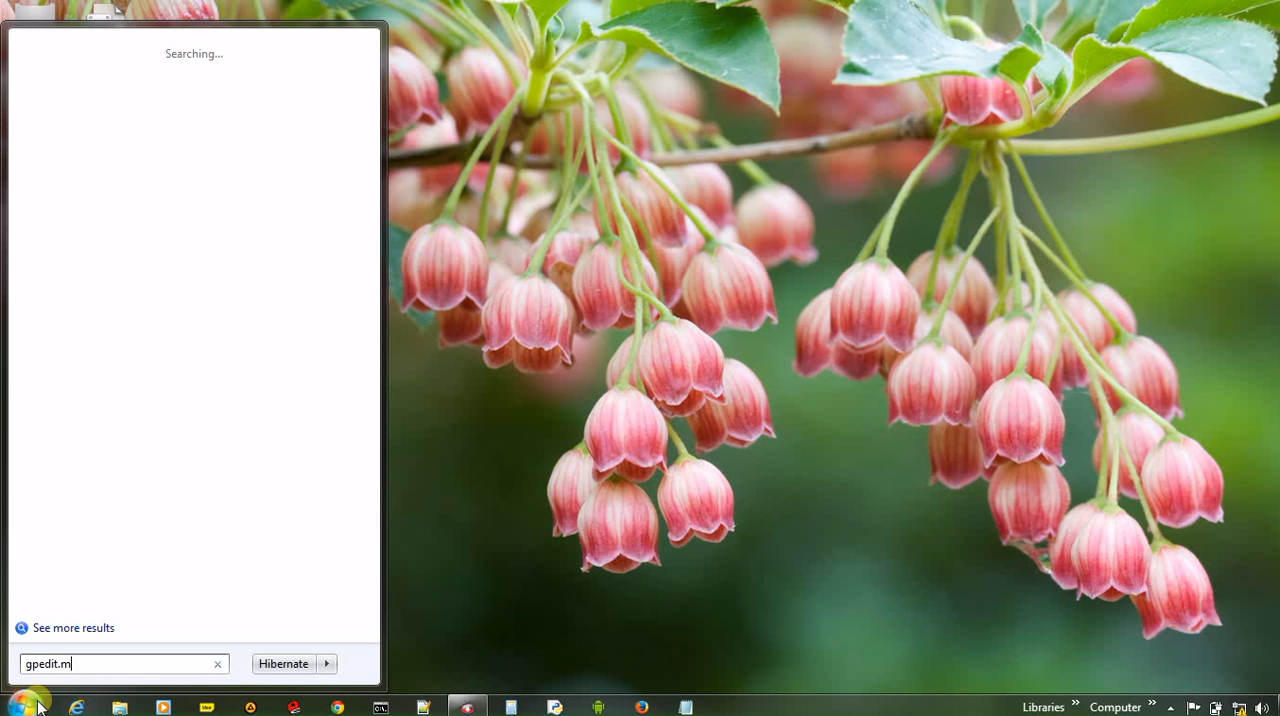 Searching...
See more results
gpedit.m
Hibernate
Libraries »
Computer »